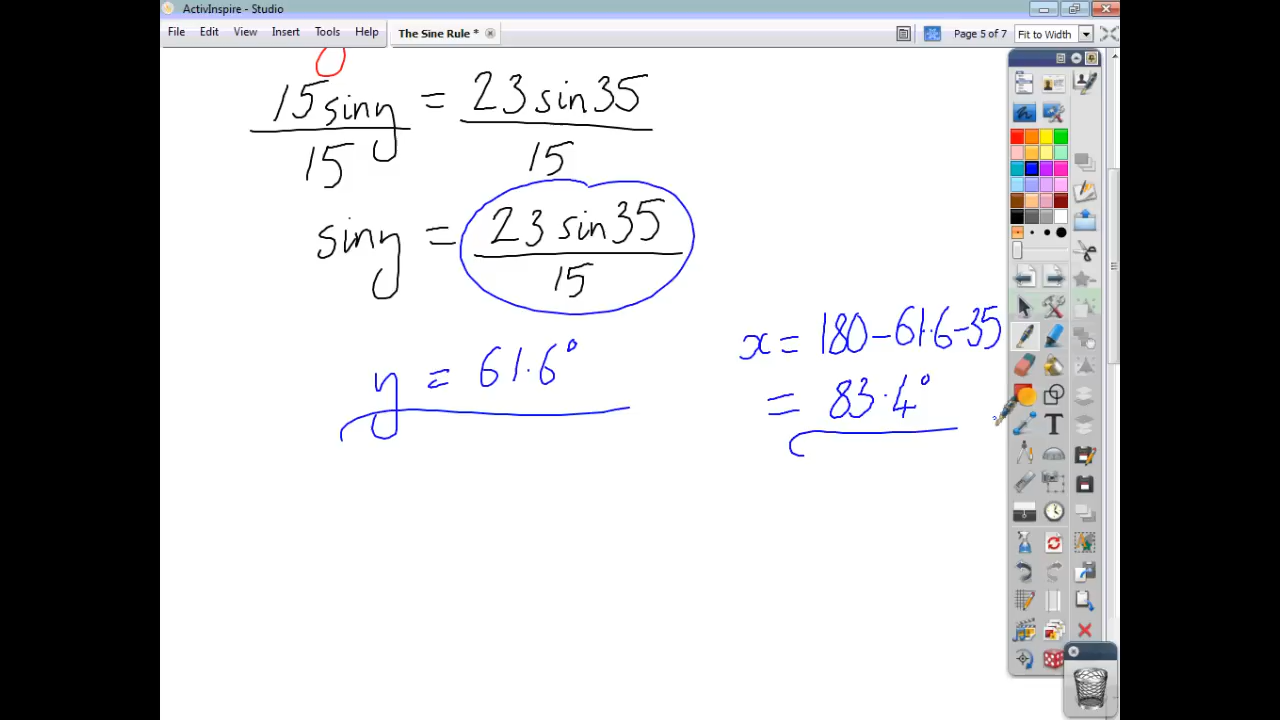 ActivInspire - Studio
File Edit View Insert Tools Help The Sine Rule * Page 5 of 7 Fit to Width
15 sin y = 23 sin 35
15 15
sin y = 23 sin 35
15
x = 180 - 61.6 - 35
y = 61.6°
= 83.4°
T